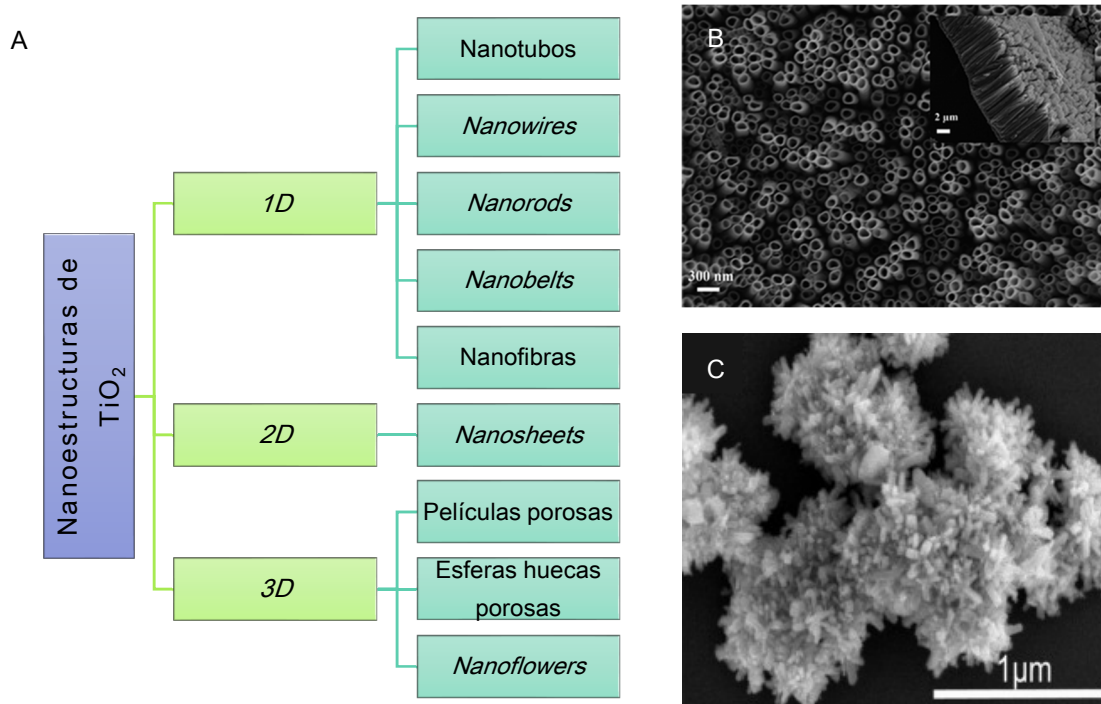 A
Nanoestructuras de
TiO₂
1D
2D
3D
Nanotubos
Nanowires
Nanorods
Nanobelts
Nanofibras
Nanosheets
Películas porosas
Esferas huecas
porosas
Nanoflowers
B
2 µm
300 nm
C
1µm